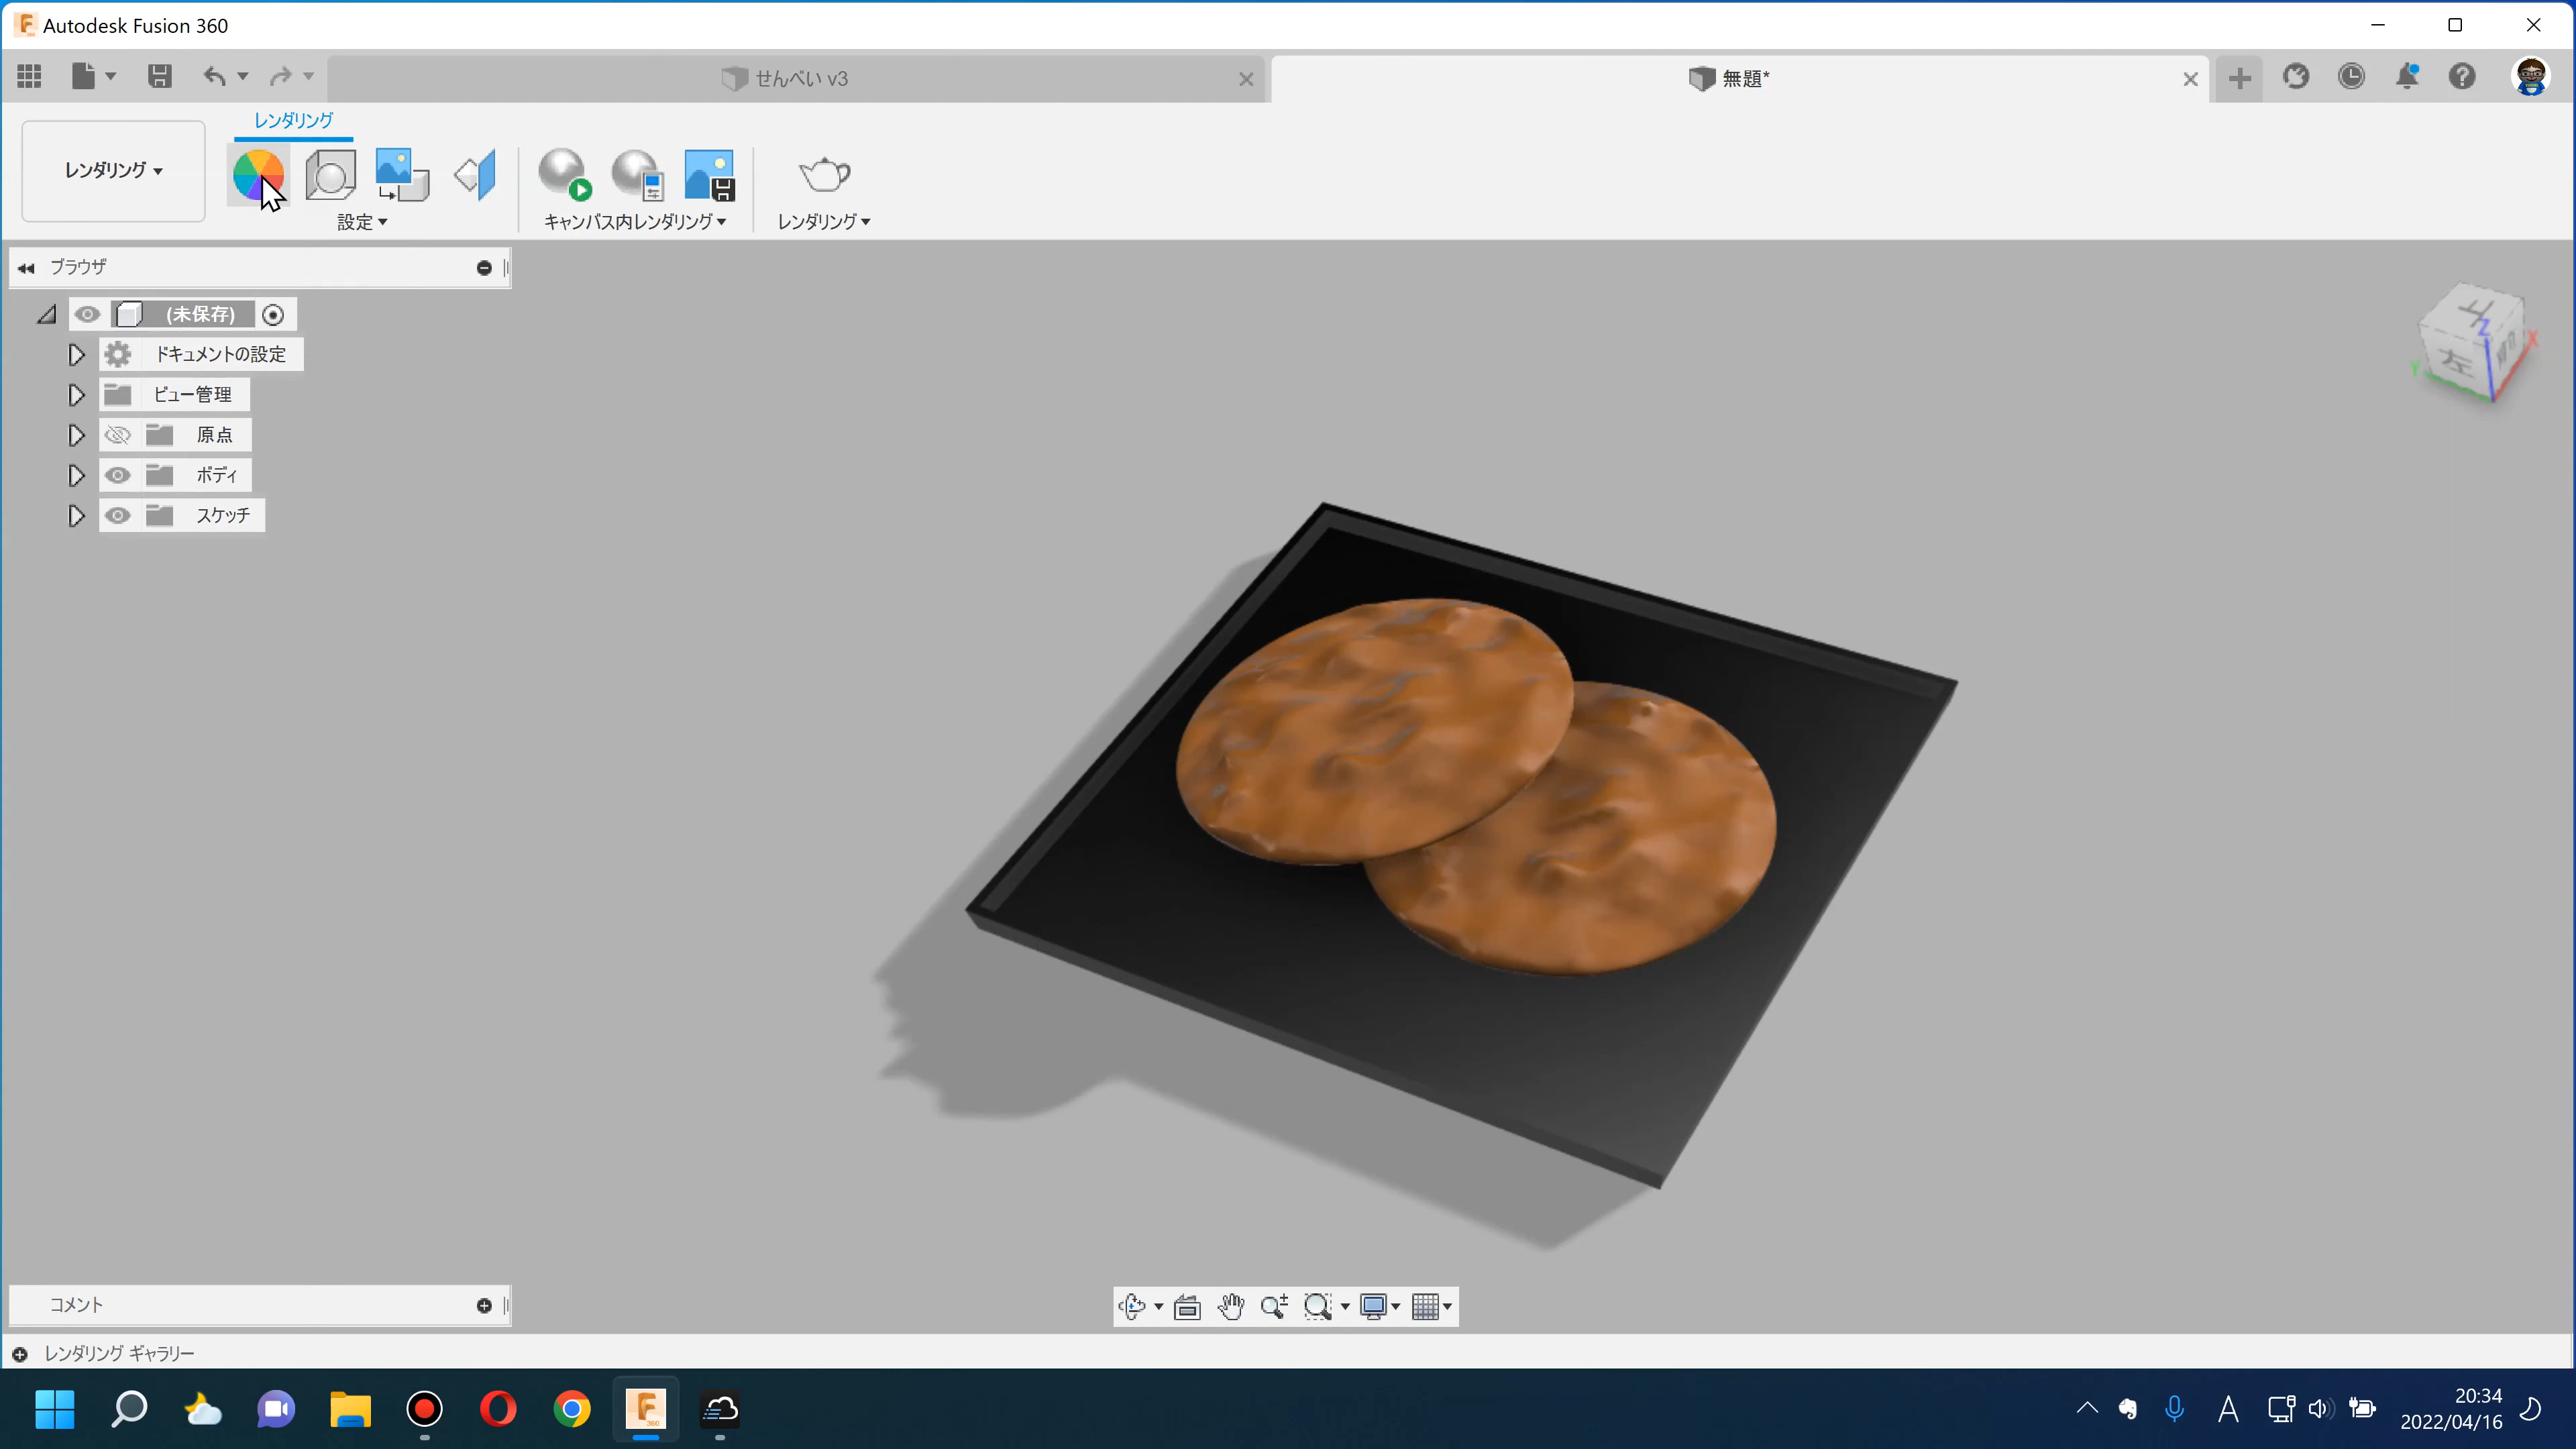 Autodesk Fusion 360
せんべい v3
無題*
レンダリング
レンダリング
設定
キャンバス内レンダリング
レンダリング
ブラウザ
(未保存)
ドキュメントの設定
ビュー管理
原点
ボディ
スケッチ
上
左
Z
X
Y
コメント
レンダリング ギャラリー
360
A
20:34
2022/04/16